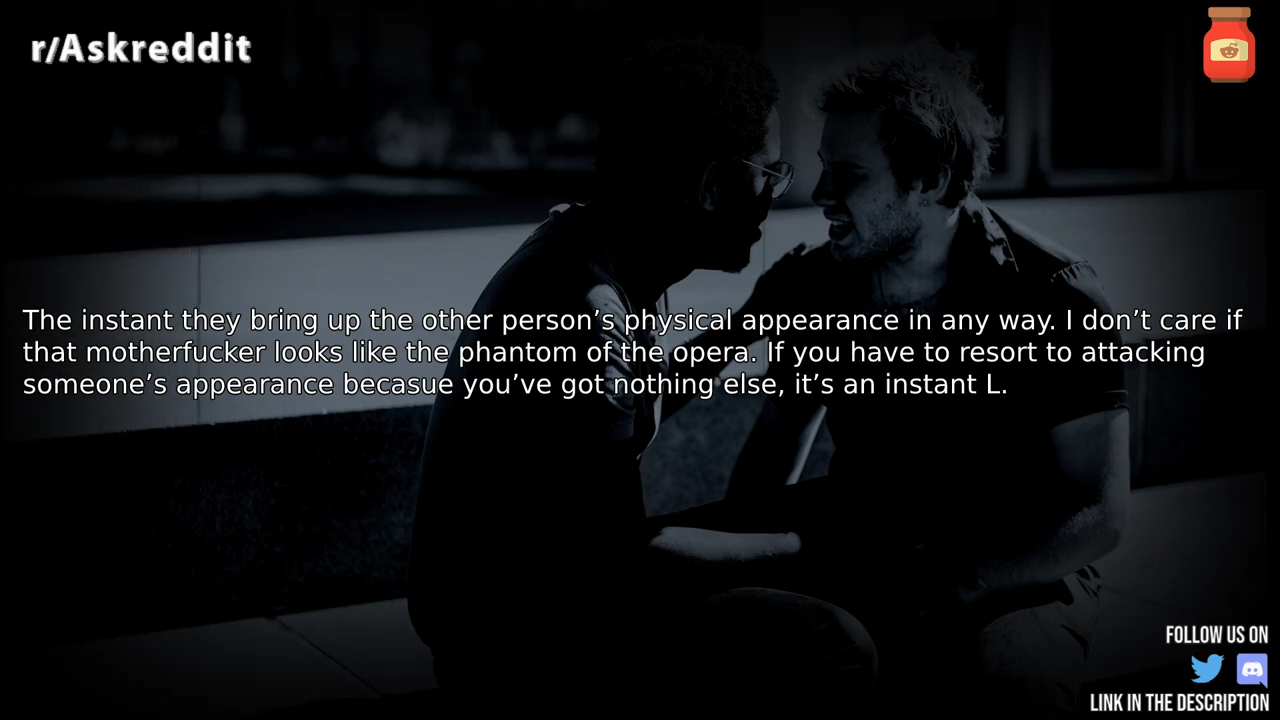 r/Askreddit
The instant they bring up the other person’s physical appearance in any way. I don’t care if
that motherfucker looks like the phantom of the opera. If you have to resort to attacking
someone’s appearance becasue you’ve got nothing else, it’s an instant L.
FOLLOW US ON
LINK IN THE DESCRIPTION